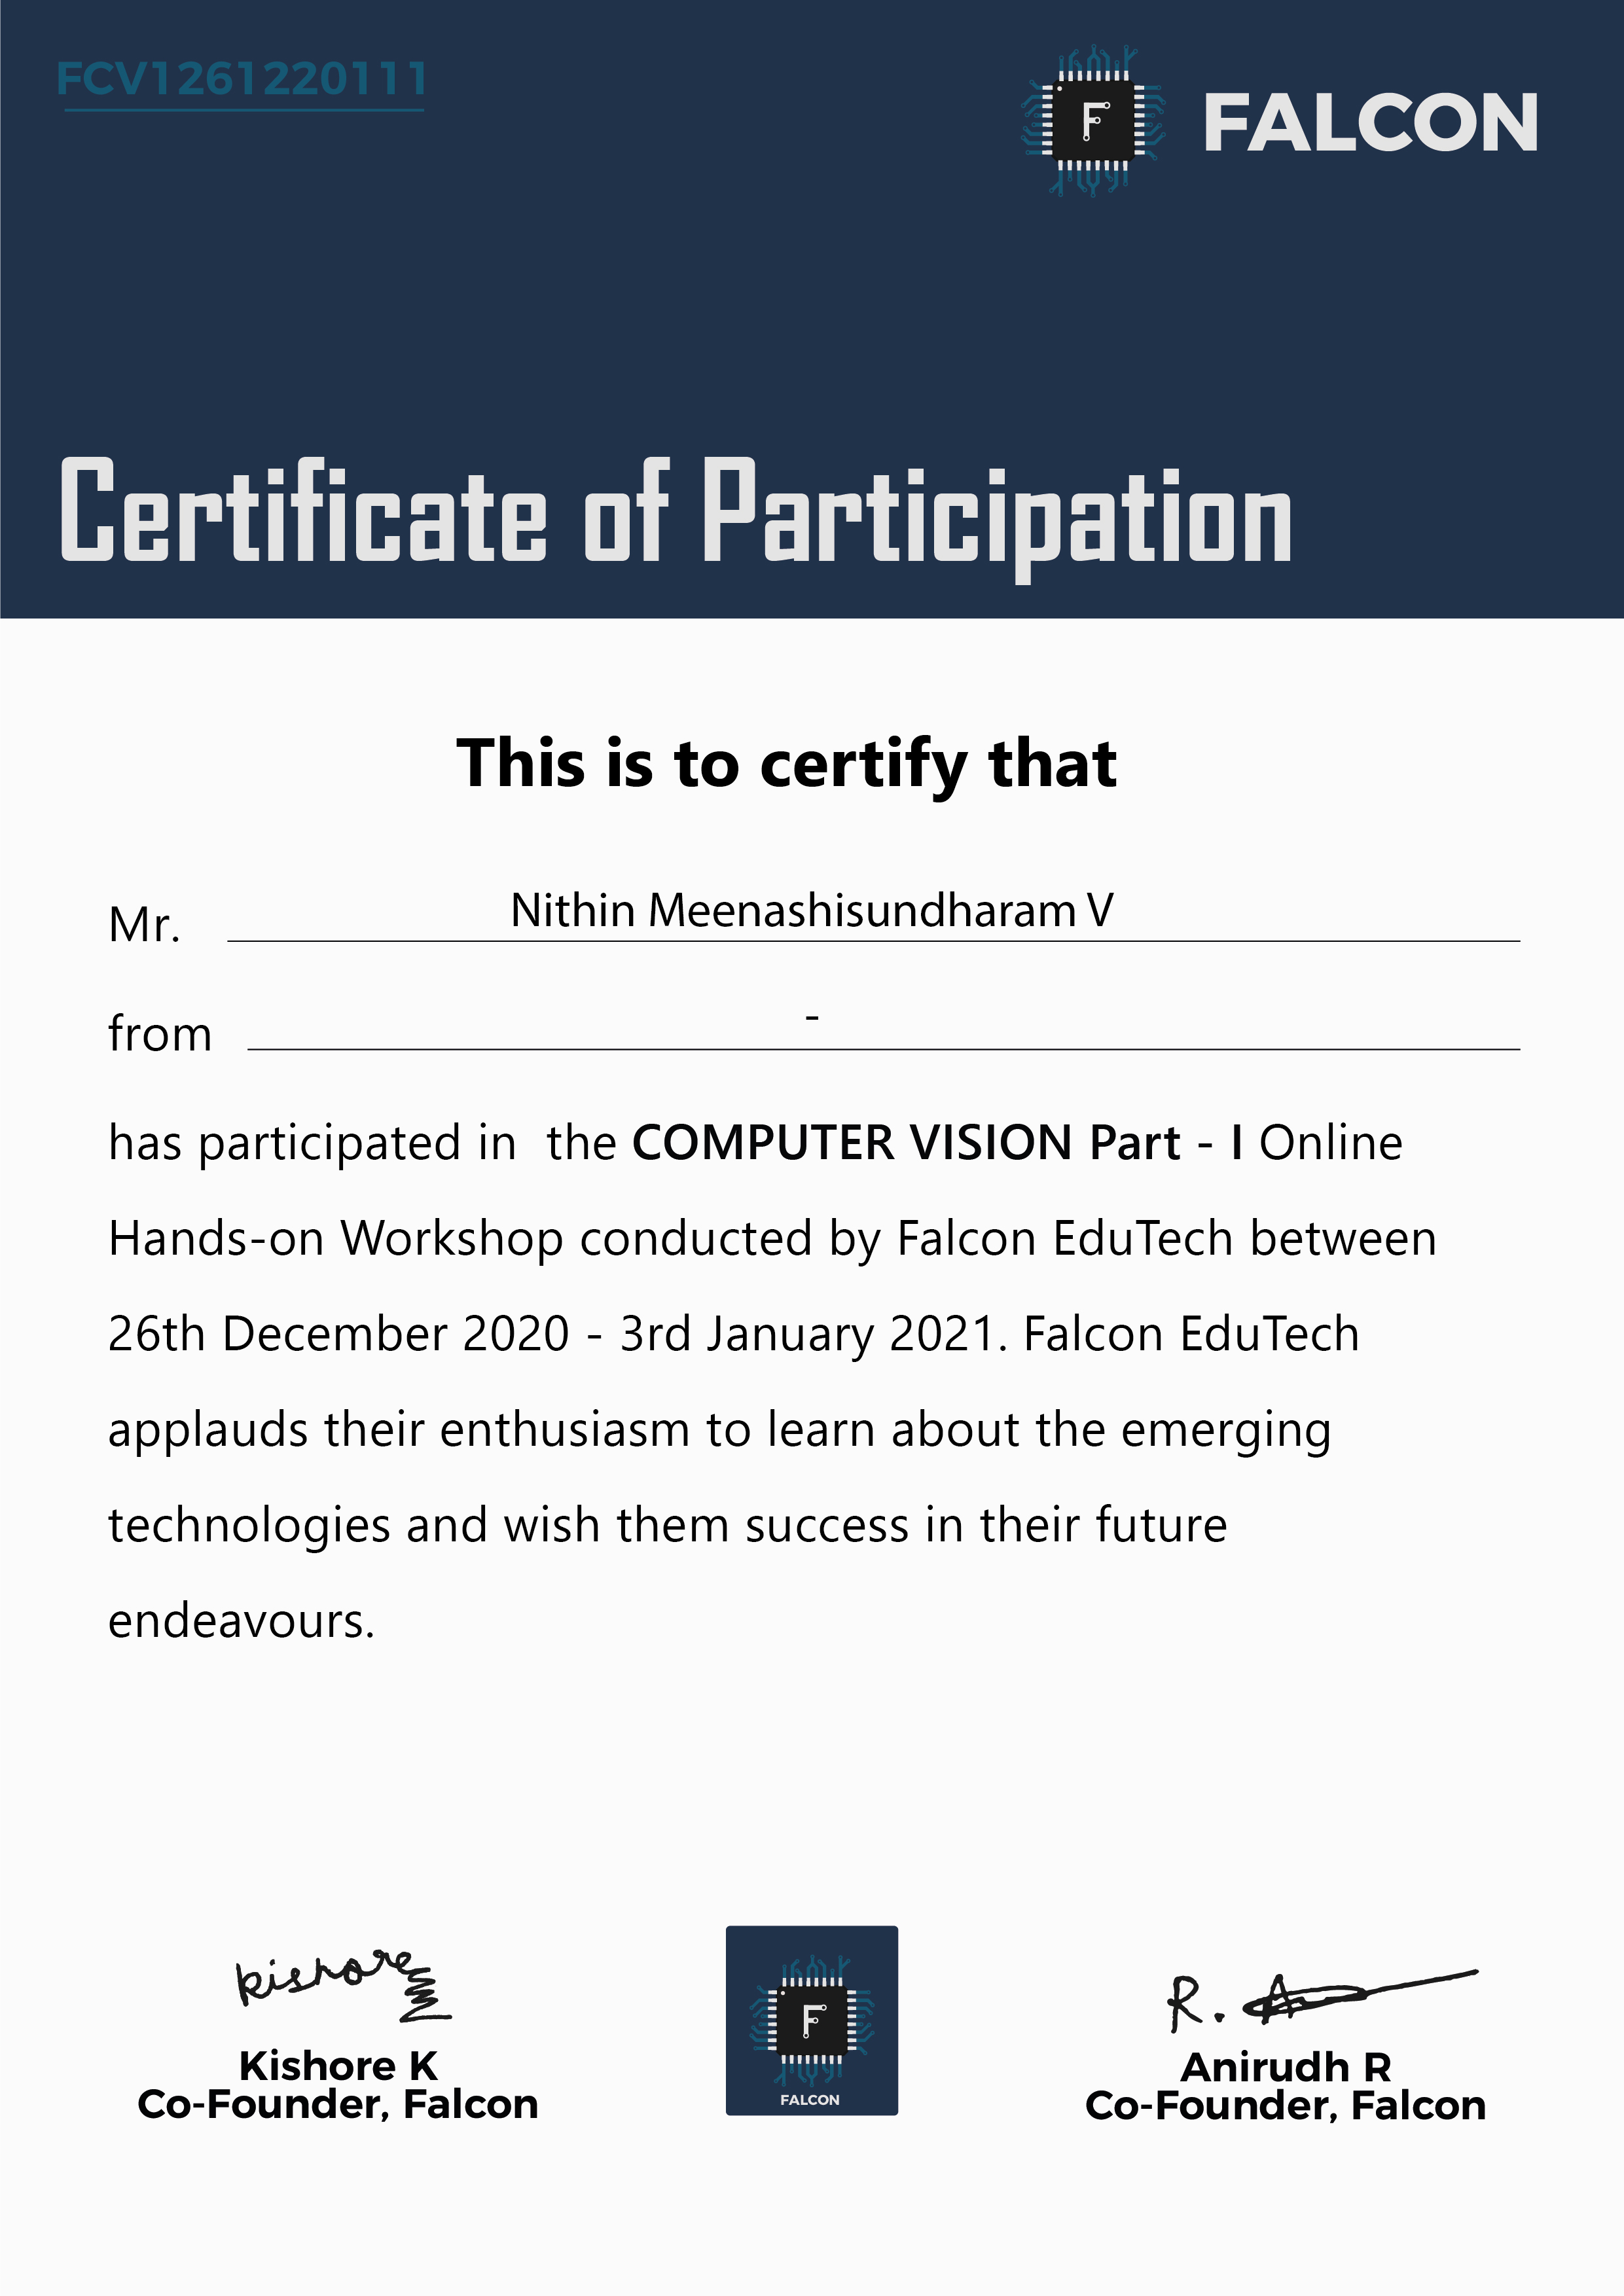 FCV1261220111
F
FALCON
Certificate of Participation
This is to certify that
Mr. Nithin Meenashisundharam V
from -
has participated in the COMPUTER VISION Part - I Online
Hands-on Workshop conducted by Falcon EduTech between
26th December 2020 - 3rd January 2021. Falcon EduTech
applauds their enthusiasm to learn about the emerging
technologies and wish them success in their future
endeavours.
kishore
R. A
Kishore K
Co-Founder, Falcon
F
FALCON
Anirudh R
Co-Founder, Falcon